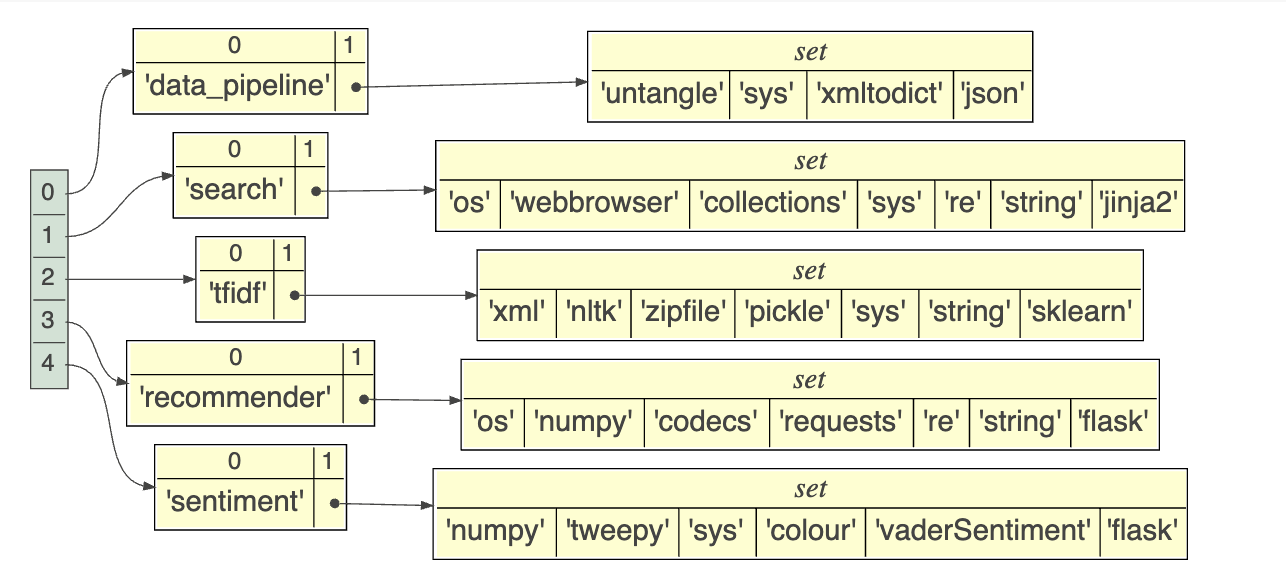 0 1 set
'data_pipeline' 'untangle' 'sys' 'xmltodict' 'json'
0 1 set
'search' 'os' 'webbrowser' 'collections' 'sys' 're' 'string' 'jinja2'
0
1
2
3
4
0 1 set
'tfidf' 'xml' 'nltk' 'zipfile' 'pickle' 'sys' 'string' 'sklearn'
0 1 set
'recommender' 'os' 'numpy' 'codecs' 'requests' 're' 'string' 'flask'
0 1 set
'sentiment' 'numpy' 'tweepy' 'sys' 'colour' 'vaderSentiment' 'flask'